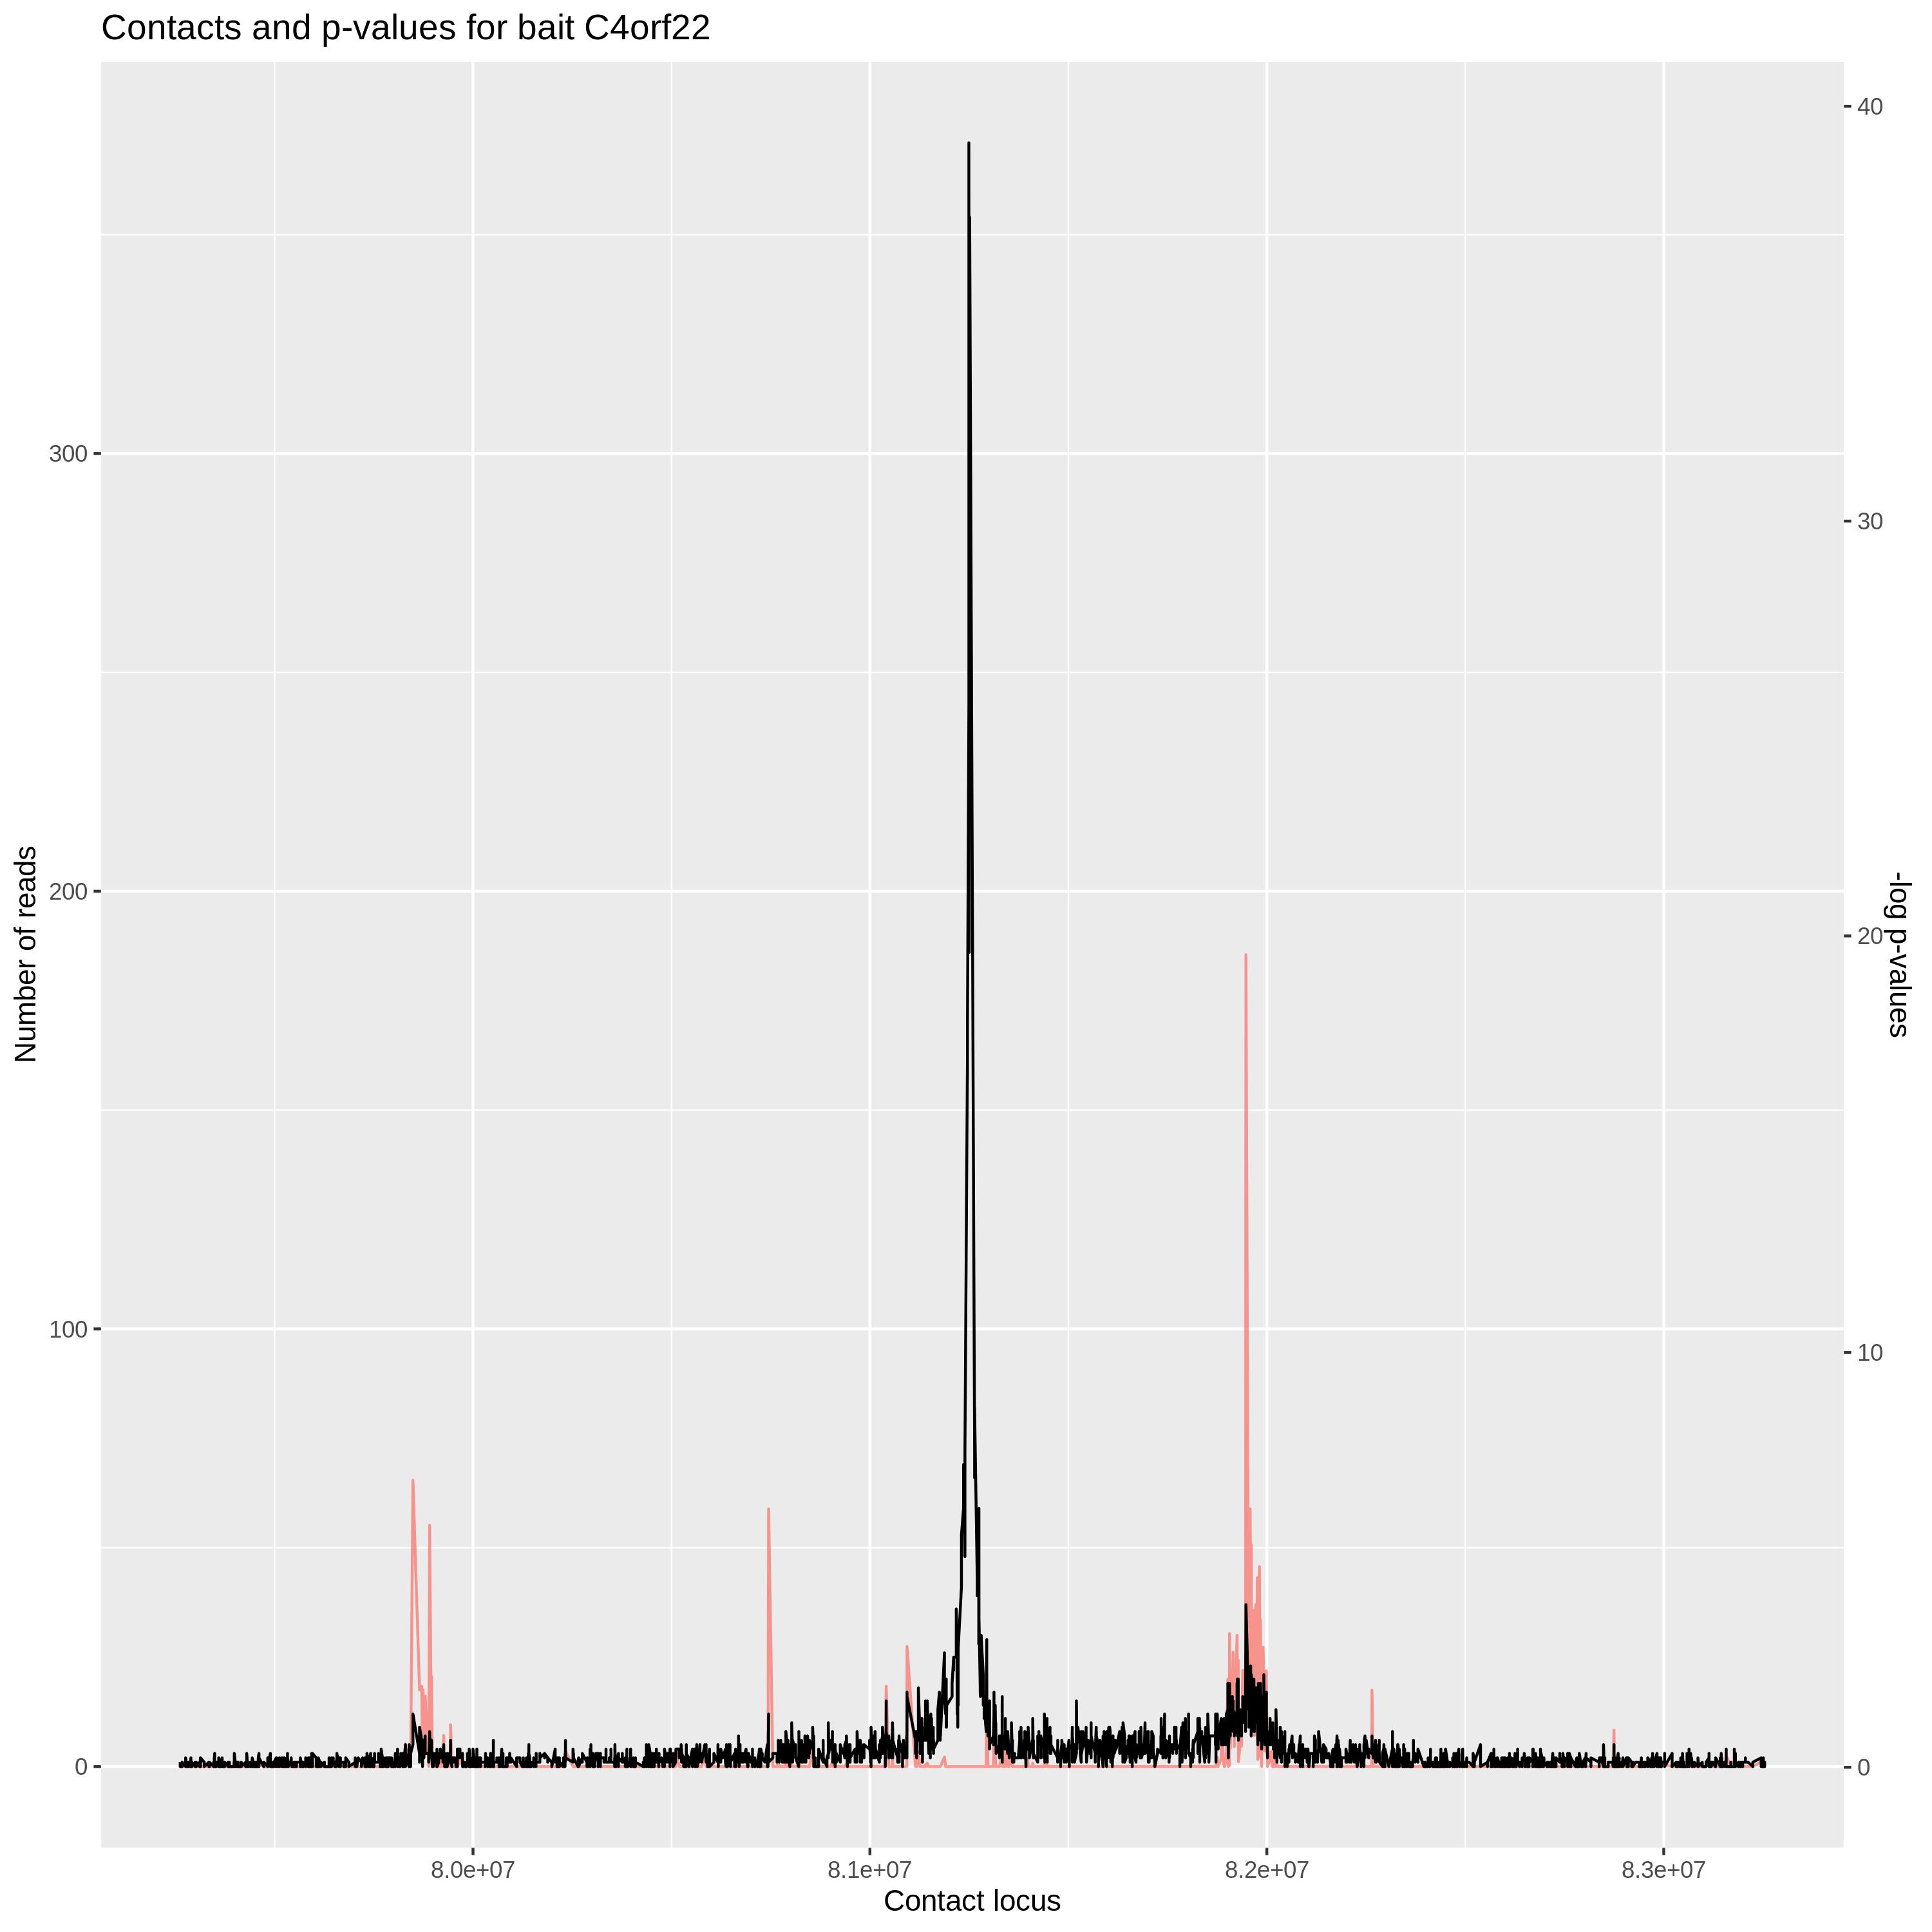 Contacts and p-values for bait C4orf22
Number of reads
300
200
100
0
40
30
20
10
0
-log p-values
8.0e+07
8.1e+07
8.2e+07
8.3e+07
Contact locus